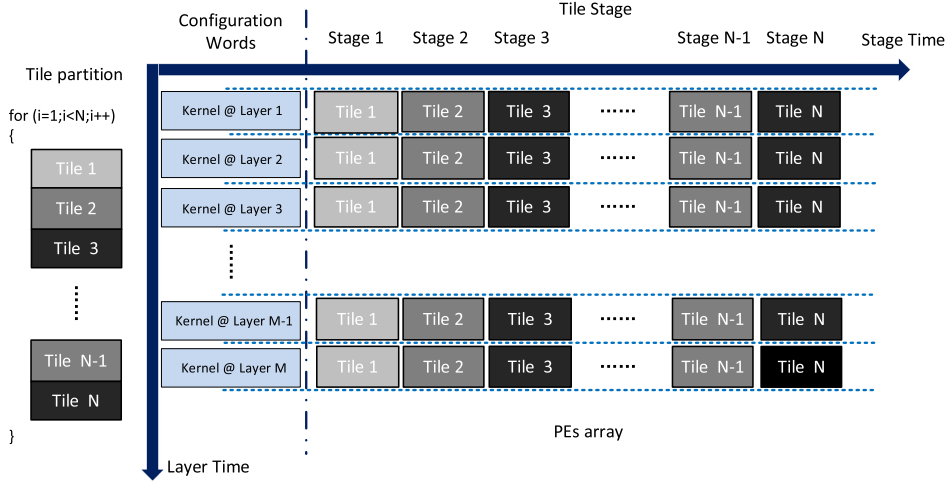 Tile Stage
Configuration
Words
Stage 1 Stage 2 Stage 3 Stage N-1 Stage N
Stage Time
Tile partition
for (i=1;i<N;i++)
{
Tile 1
Tile 2
Tile 3
Tile N-1
Tile N
}
Kernel @ Layer 1 Tile 1 Tile 2 Tile 3 ...... Tile N-1 Tile N
Kernel @ Layer 2 Tile 1 Tile 2 Tile 3 ...... Tile N-1 Tile N
Kernel @ Layer 3 Tile 1 Tile 2 Tile 3 ...... Tile N-1 Tile N
Kernel @ Layer M-1 Tile 1 Tile 2 Tile 3 ...... Tile N-1 Tile N
Kernel @ Layer M Tile 1 Tile 2 Tile 3 ...... Tile N-1 Tile N
PEs array
Layer Time